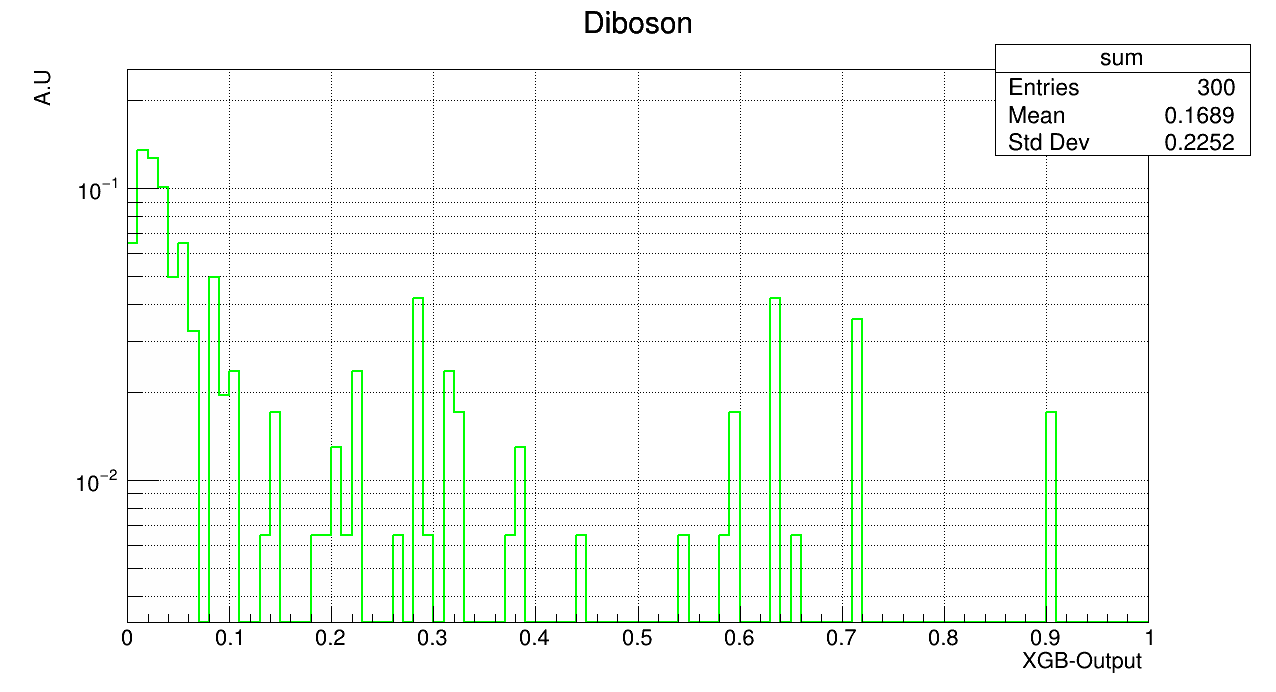 Diboson
A.U
sum
Entries 300
Mean 0.1689
Std Dev 0.2252
10−1
10−2
0 0.1 0.2 0.3 0.4 0.5 0.6 0.7 0.8 0.9 1
XGB-Output